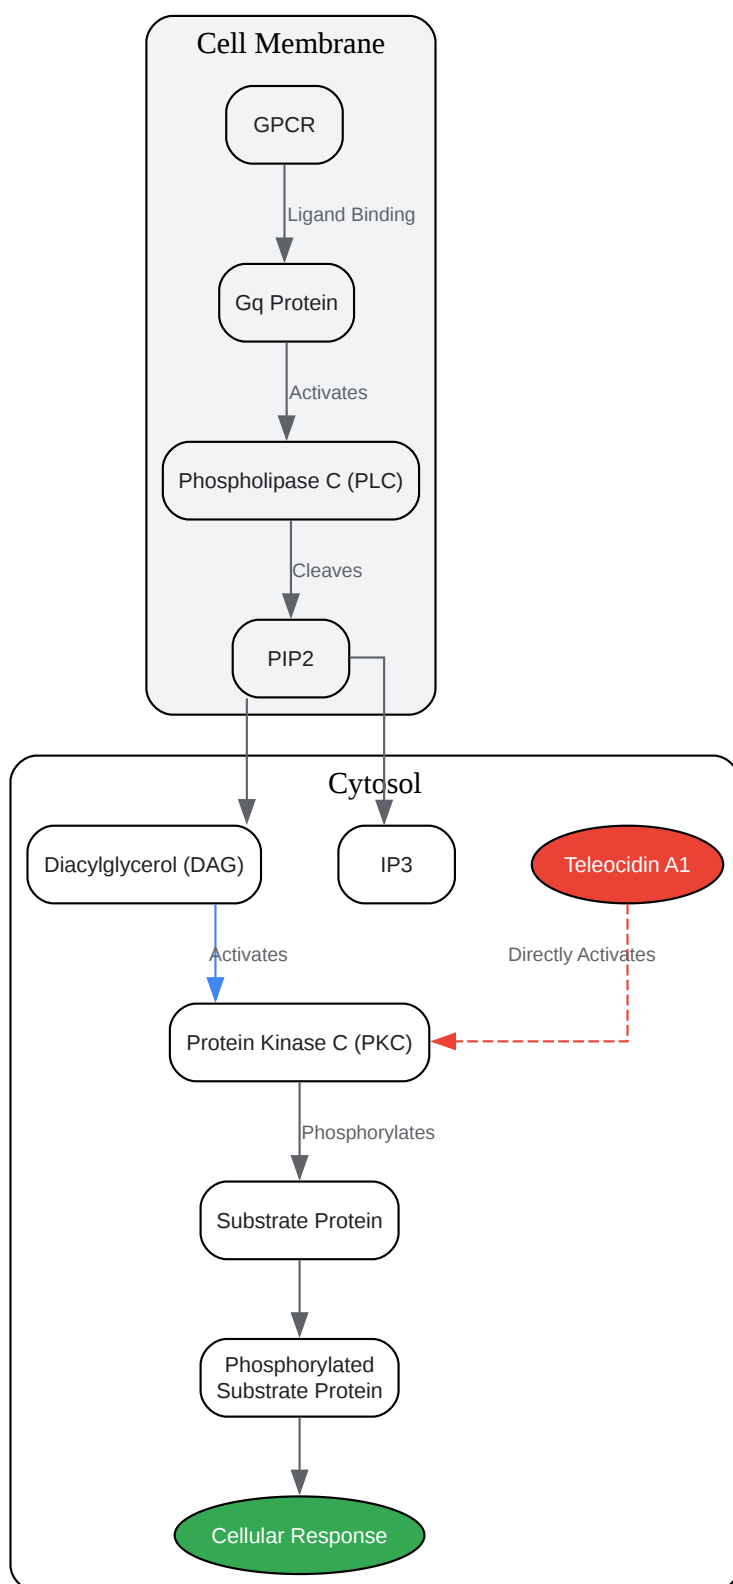 Cell Membrane
GPCR
Ligand Binding
Gq Protein
Activates
Phospholipase C (PLC)
Cleaves
PIP2
Cytosol
Diacylglycerol (DAG)
IP3
Teleocidin A1
Activates
Directly Activates
Protein Kinase C (PKC)
Phosphorylates
Substrate Protein
Phosphorylated
Substrate Protein
Cellular Response